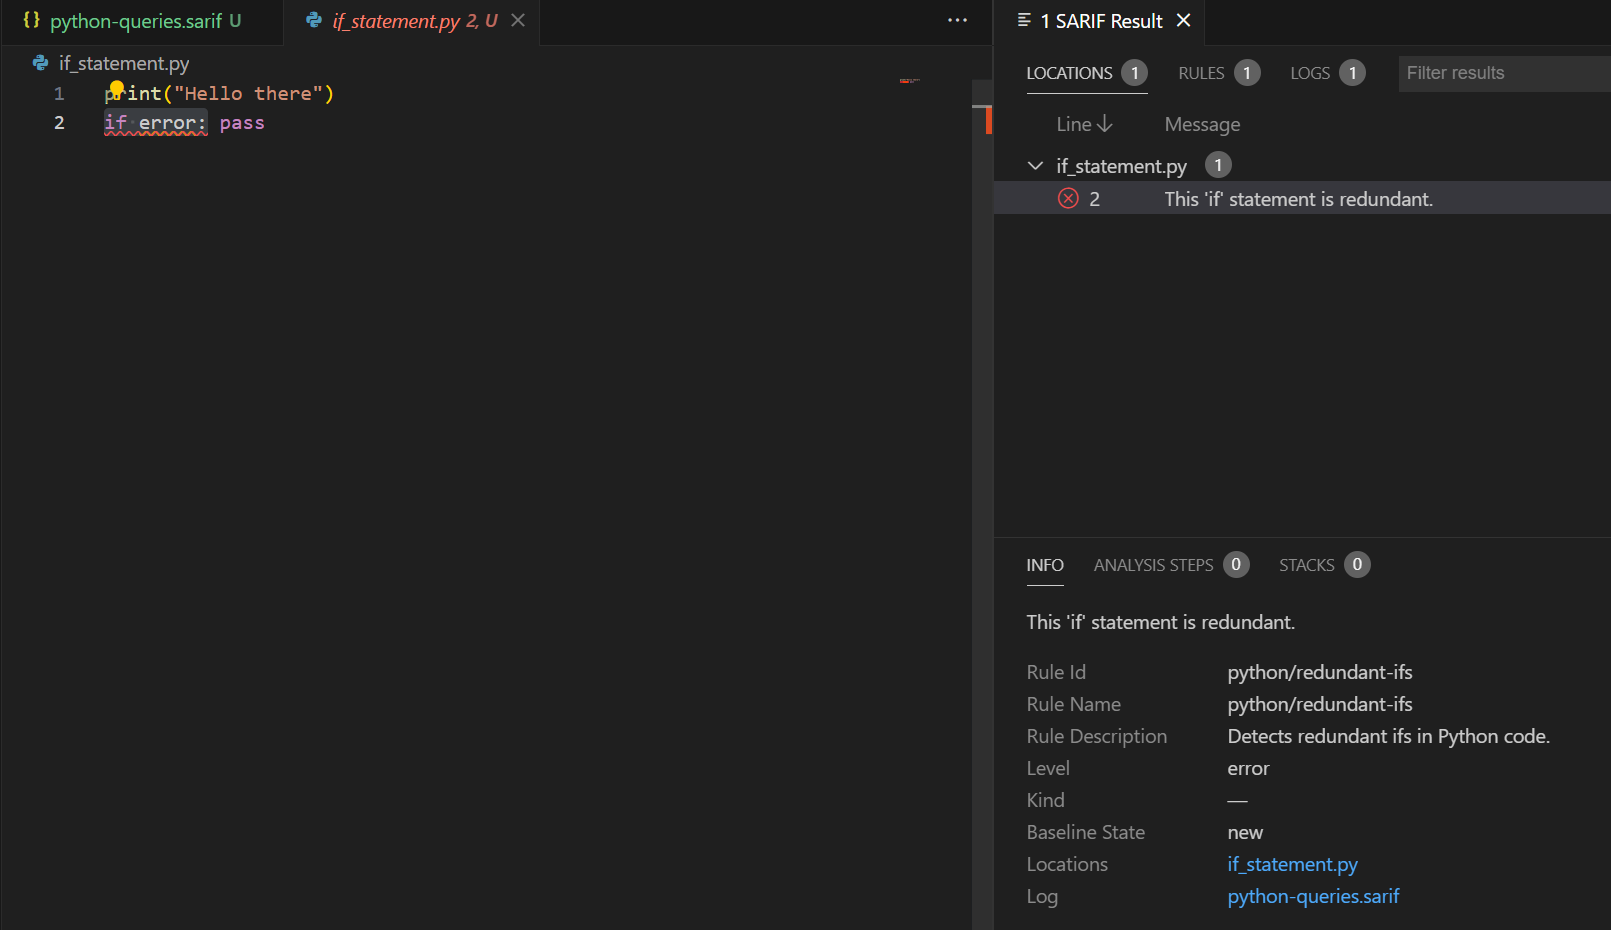 {} python-queries.sarif U
if_statement.py 2, U
if_statement.py
1 print("Hello there")
2 if error: pass
1 SARIF Result
LOCATIONS 1 RULES 1 LOGS 1 Filter results
Line Message
if_statement.py 1
2 This 'if' statement is redundant.
INFO ANALYSIS STEPS 0 STACKS 0
This 'if' statement is redundant.
Rule Id python/redundant-ifs
Rule Name python/redundant-ifs
Rule Description Detects redundant ifs in Python code.
Level error
Kind —
Baseline State new
Locations if_statement.py
Log python-queries.sarif